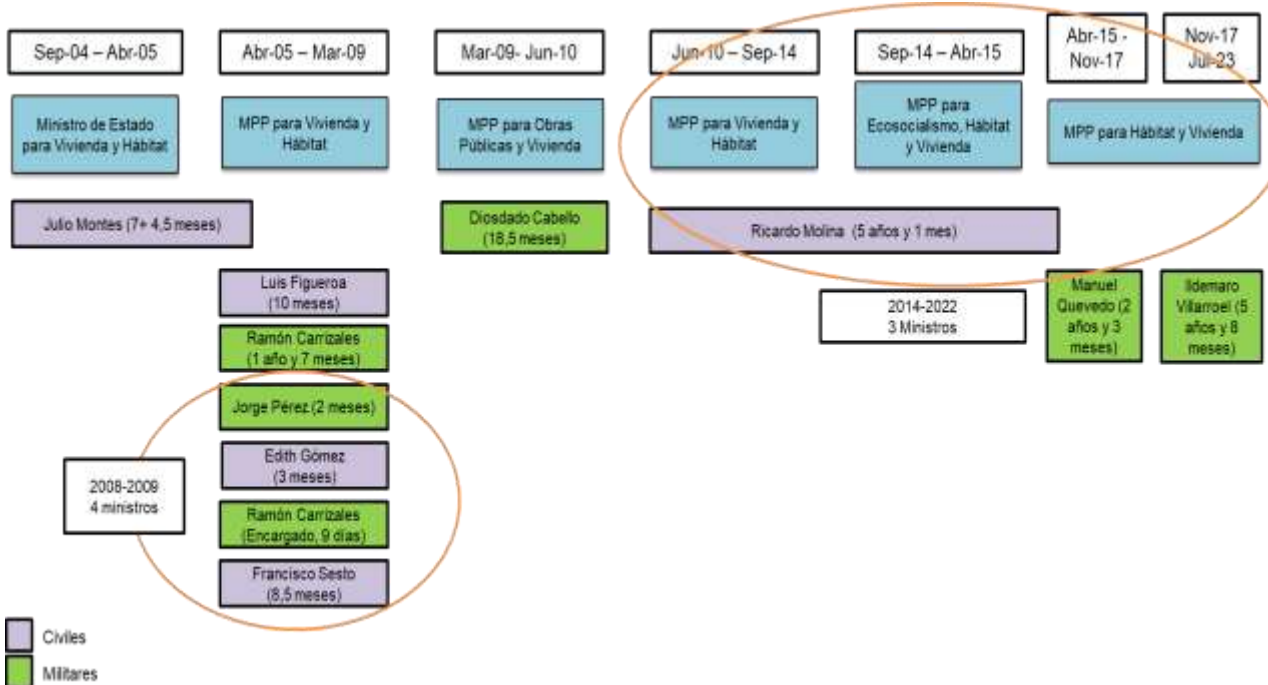 Sep-04 – Abr-05
Abr-05 – Mar-09
Mar-09- Jun-10
Jun-10 – Sep-14
Sep-14 – Abr-15
Abr-15 -
Nov-17
Nov-17
Jul-23
Ministro de Estado
para Vivienda y Hábitat
MPP para Vivienda y
Hábitat
MPP para Obras
Públicas y Vivienda
MPP para Vivienda y
Hábitat
MPP para
Ecosocialismo, Hábitat
y Vivienda
MPP para Hábitat y Vivienda
Julio Montes (7+ 4,5 meses)
Diosdado Cabello
(18,5 meses)
Ricardo Molina (5 años y 1 mes)
Luis Figueroa
(10 meses)
Ramón Carrizales
(1 año y 7 meses)
Jorge Pérez (2 meses)
Edith Gómez
(3 meses)
Ramón Carrizales
(Encargado, 9 días)
Francisco Sesto
(8,5 meses)
2008-2009
4 ministros
2014-2022
3 Ministros
Manuel
Quevedo (2
años y 3
meses)
Ildemaro
Villarroel (5
años y 8
meses)
Civiles
Militares